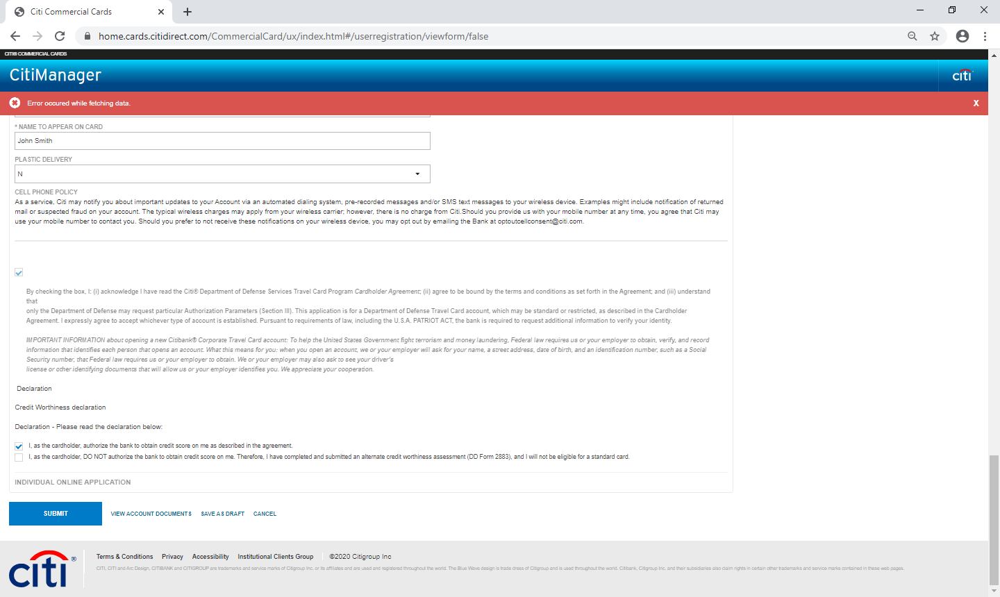 Citi Commercial Cards
home.cards.citidirect.com/CommercialCard/ux/index.html#/userregistration/viewform/false
CITI® COMMERCIAL CARDS
CitiManager
citi
Error occured while fetching data.
X
* NAME TO APPEAR ON CARD
John Smith
PLASTIC DELIVERY
N
CELL PHONE POLICY
As a service, Citi may notify you about important updates to your Account via an automated dialing system, pre-recorded messages and/or SMS text messages to your wireless device. Examples might include notification of returned
mail or suspected fraud on your account. The typical wireless charges may apply from your wireless carrier; however, there is no charge from Citi.Should you provide us with your mobile number at any time, you agree that Citi may
use your mobile number to contact you. Should you prefer to not receive these notifications on your wireless device, you may opt out by emailing the Bank at optoutcellconsent@citi.com.
By checking the box, I: (i) acknowledge I have read the Citi® Department of Defense Services Travel Card Program Cardholder Agreement; (ii) agree to be bound by the terms and conditions as set forth in the Agreement; and (iii) understand
that
only the Department of Defense may request particular Authorization Parameters (Section III). This application is for a Department of Defense Travel Card account, which may be standard or restricted, as described in the Cardholder
Agreement. I expressly agree to accept whichever type of account is established. Pursuant to requirements of law, including the U.S.A. PATRIOT ACT, the bank is required to request additional information to verify your identity.
IMPORTANT INFORMATION about opening a new Citibank® Corporate Travel Card account: To help the United States Government fight terrorism and money laundering, Federal law requires us or your employer to obtain, verify, and record
information that identifies each person that opens an account. What this means for you: when you open an account, we or your employer will ask for your name, a street address, date of birth, and an identification number, such as a Social
Security number, that Federal law requires us or your employer to obtain. We or your employer may also ask to see your driver's
license or other identifying documents that will allow us or your employer identifies you. We appreciate your cooperation.
Declaration
Credit Worthiness declaration
Declaration - Please read the declaration below:
I, as the cardholder, authorize the bank to obtain credit score on me as described in the agreement.
I, as the cardholder, DO NOT authorize the bank to obtain credit score on me. Therefore, I have completed and submitted an alternate credit worthiness assessment (DD Form 2883), and I will not be eligible for a standard card.
INDIVIDUAL ONLINE APPLICATION
SUBMIT VIEW ACCOUNT DOCUMENTS SAVE AS DRAFT CANCEL
citi® Terms & Conditions Privacy Accessibility Institutional Clients Group ©2020 Citigroup Inc
CITI, CITI and Arc Design, CITIBANK and CITIGROUP are trademarks and service marks of Citigroup Inc. or its affiliates and are used and registered throughout the world. The Blue Wave design is trade dress of Citigroup and is used throughout the world. Citibank, Citigroup Inc. and their subsidiaries also claim rights in certain other trademarks and service marks contained in these web pages.